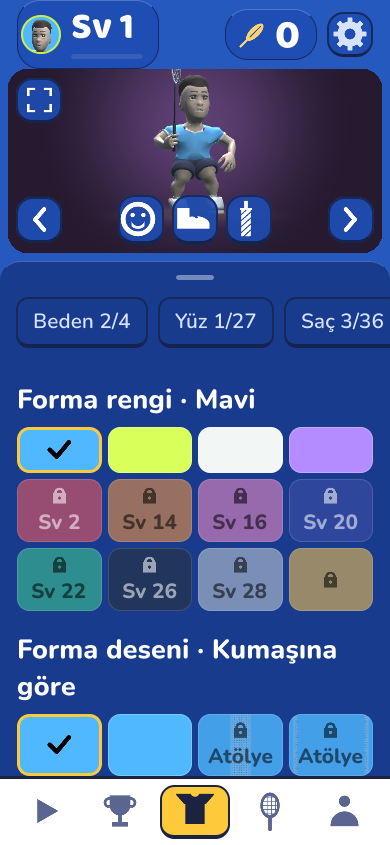 Sv 1
0
Beden 2/4
Yüz 1/27
Saç 3/36
Forma rengi · Mavi
Sv 2
Sv 14
Sv 16
Sv 20
Sv 22
Sv 26
Sv 28
Forma deseni · Kumaşına
göre
Atölye
Atölye